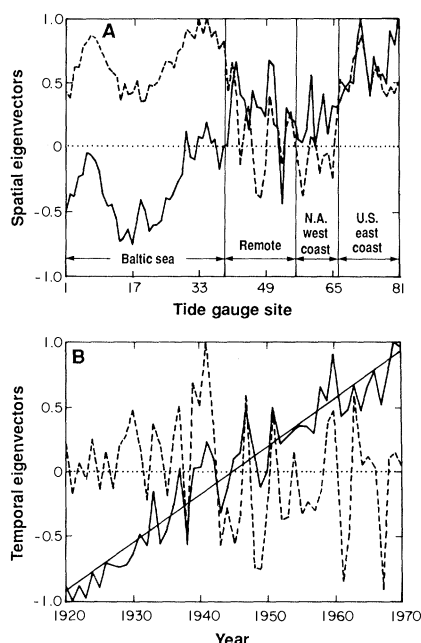 A
Spatial eigenvectors
1.0
0.5
0
-0.5
-1.0
Baltic sea
Remote
N.A.
west
coast
U.S.
east
coast
1 17 33 49 65 81
Tide gauge site
B
Temporal eigenvectors
1.0
0.5
0
-0.5
-1.0
1920 1930 1940 1950 1960 1970
Year